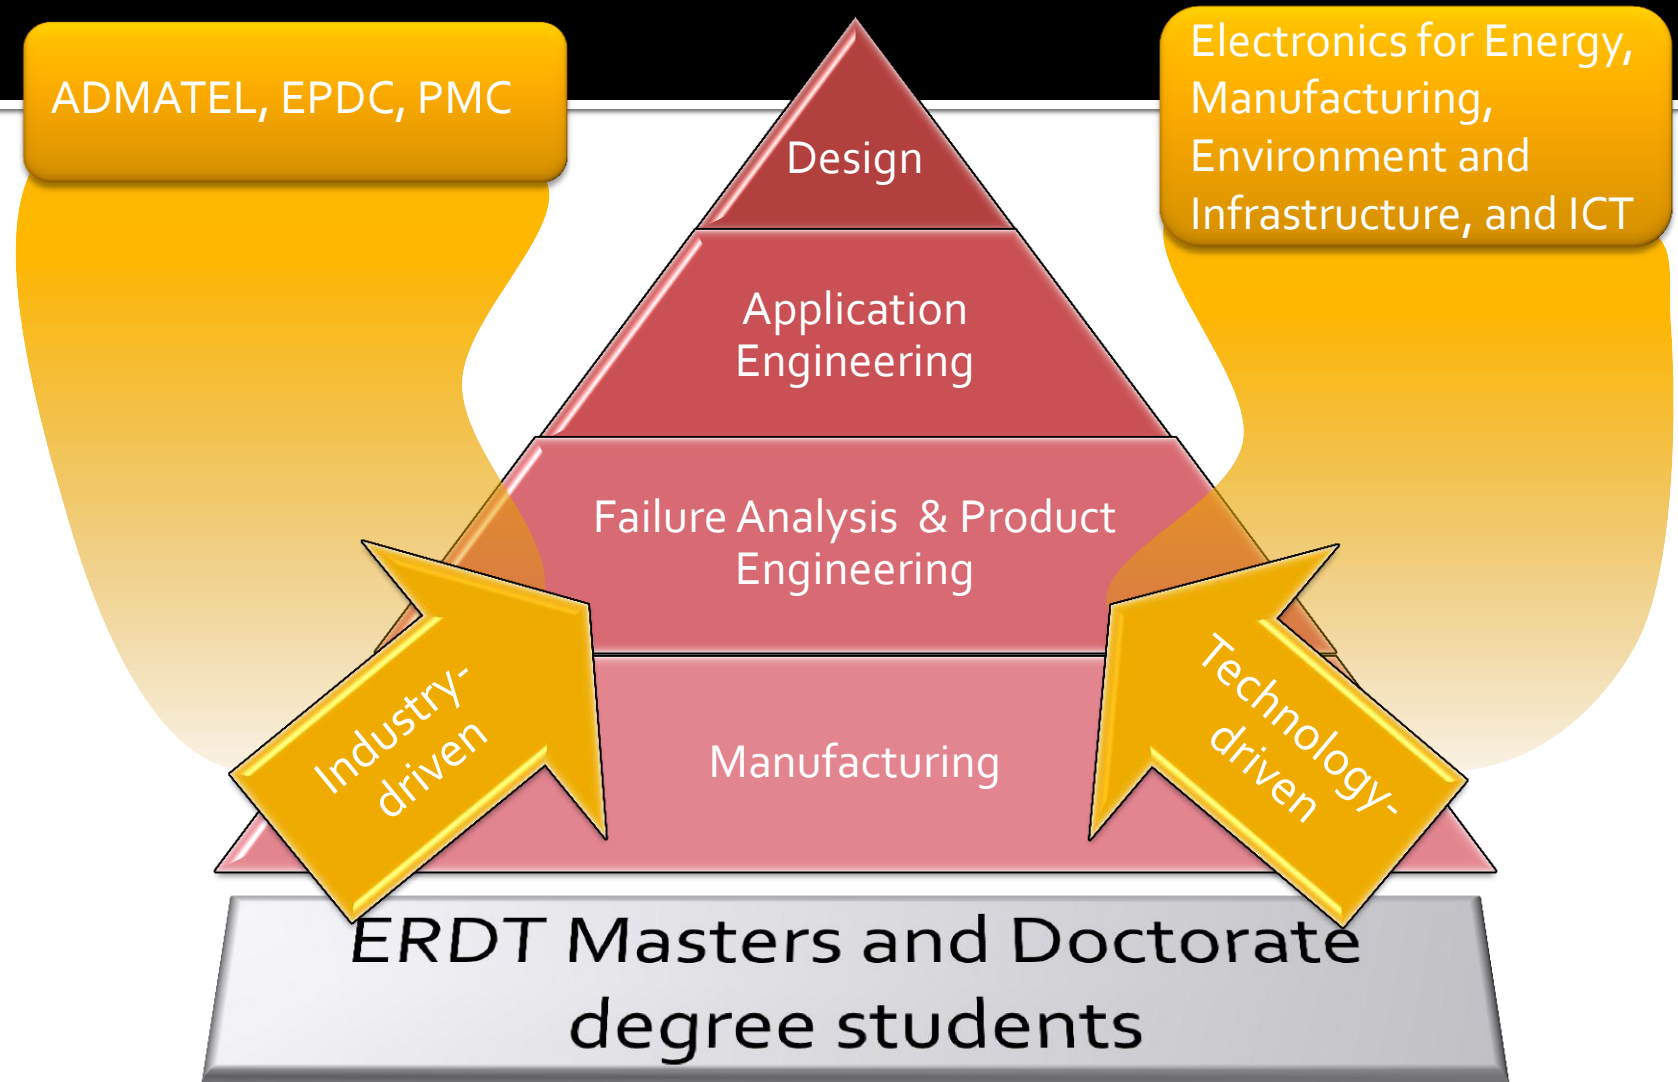 ADMATEL, EPDC, PMC
Electronics for Energy,
Manufacturing,
Environment and
Infrastructure, and ICT
Design
Application
Engineering
Failure Analysis & Product
Engineering
Manufacturing
Industry-
driven
Technology-
driven
ERDT Masters and Doctorate
degree students